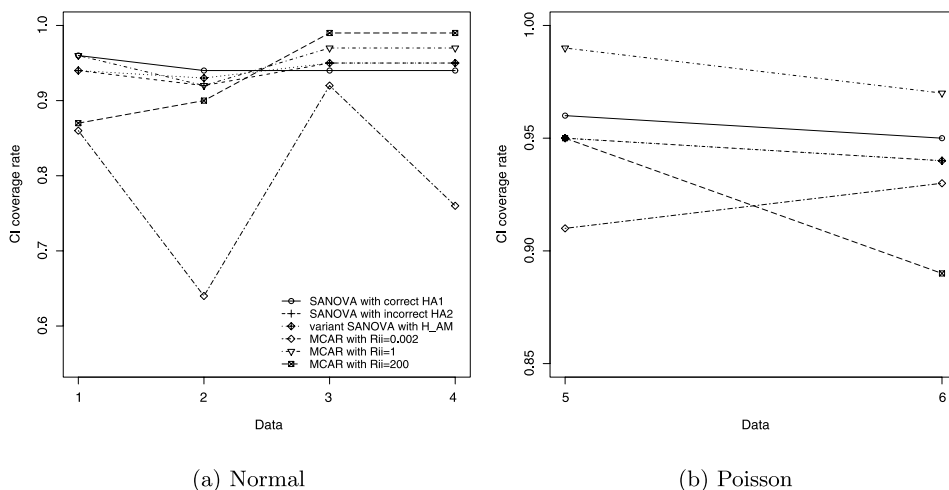 1.0
0.9
0.8
0.7
0.6
CI coverage rate
SANOVA with correct HA1
SANOVA with incorrect HA2
variant SANOVA with H_AM
MCAR with Rii=0.002
MCAR with Rii=1
MCAR with Rii=200
1 2 3 4
Data
(a) Normal
1.00
0.95
0.90
0.85
CI coverage rate
5 6
Data
(b) Poisson